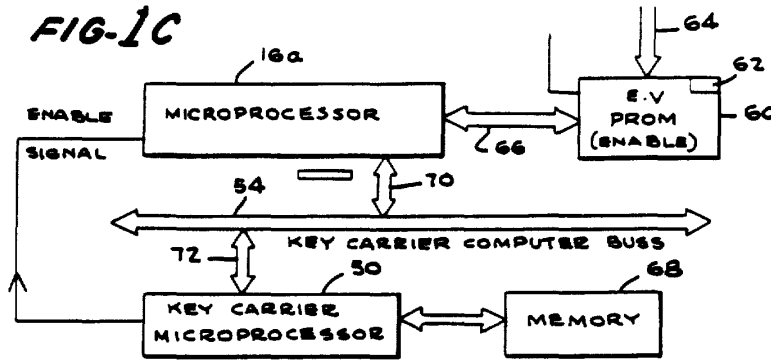 FIG-1C
64
16a
62
MICROPROCESSOR
E.V
PROM
(ENABLE)
60
ENABLE
SIGNAL
66
70
54
KEY CARRIER COMPUTER BUSS
72
50
68
KEY CARRIER
MICROPROCESSOR
MEMORY